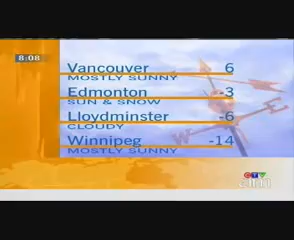 8:08
Vancouver 6
MOSTLY SUNNY
Edmonton -3
SUN & SNOW
Lloydminster -6
CLOUDY
Winnipeg -14
MOSTLY SUNNY
CTV